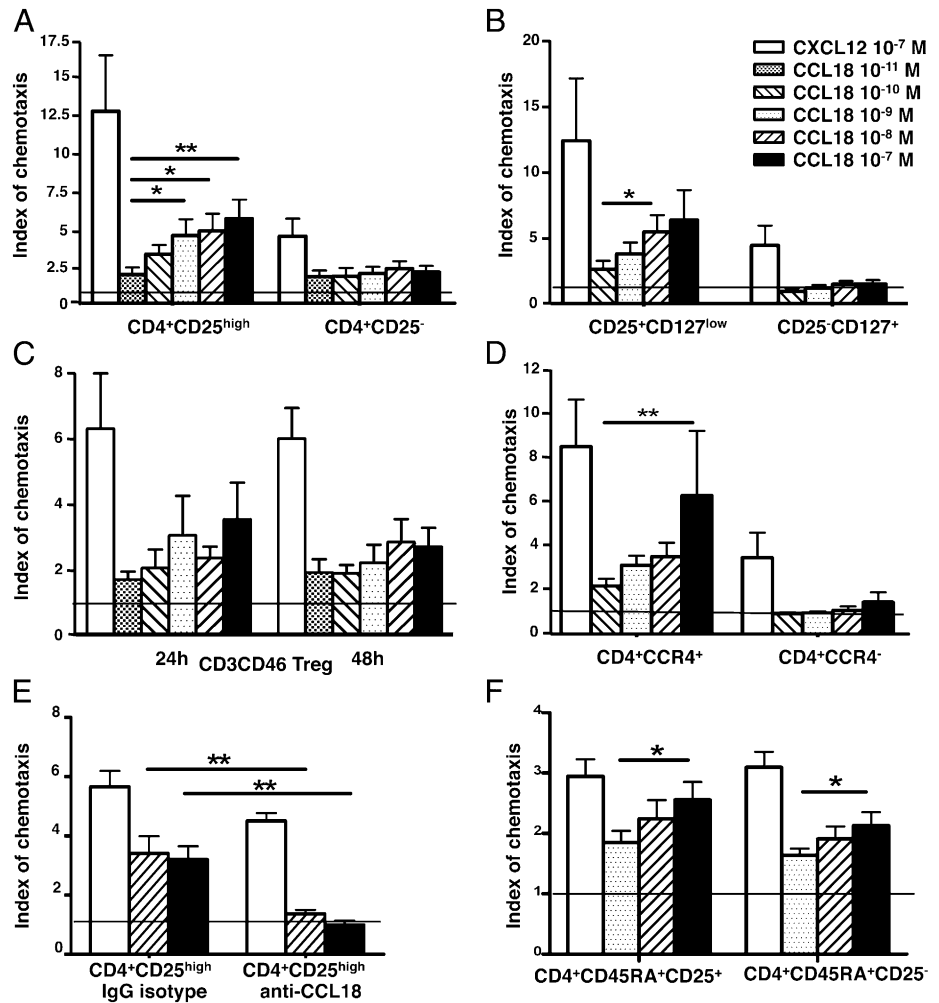 A
Index of chemotaxis
17.5
15
12.5
10
7.5
5
2.5
0
**
*
*
CD4+CD25high
CD4+CD25-
B
Index of chemotaxis
20
15
10
5
0
*
CD25+CD127low
CD25-CD127+
CXCL12 10-7 M
CCL18 10-11 M
CCL18 10-10 M
CCL18 10-9 M
CCL18 10-8 M
CCL18 10-7 M
C
Index of chemotaxis
8
6
4
2
0
24h CD3CD46 Treg 48h
D
Index of chemotaxis
12
10
8
6
4
2
0
**
CD4+CCR4+
CD4+CCR4-
E
Index of chemotaxis
8
6
4
2
0
**
**
CD4+CD25high
IgG isotype
CD4+CD25high
anti-CCL18
F
Index of chemotaxis
4
3
2
1
0
*
*
CD4+CD45RA+CD25+
CD4+CD45RA+CD25-